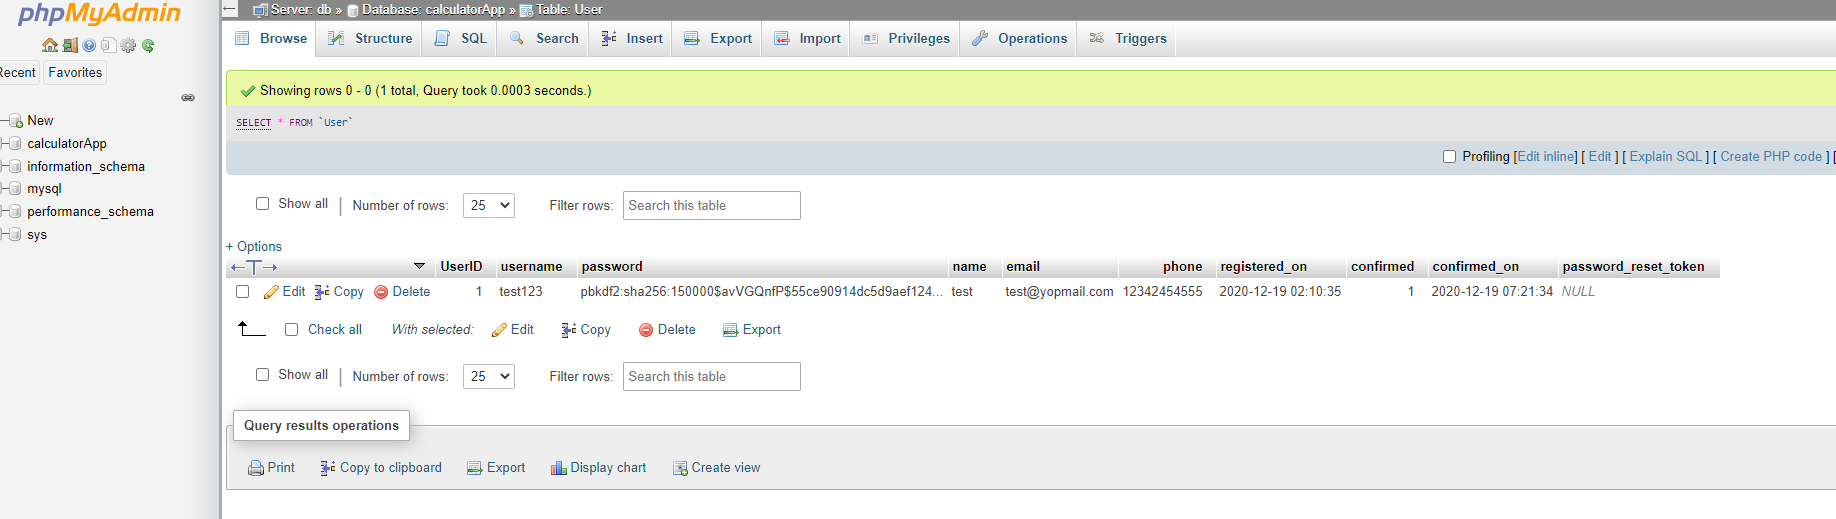 phpMyAdmin
Recent Favorites
New
calculatorApp
information_schema
mysql
performance_schema
sys
Server: db » Database: calculatorApp » Table: User
Browse Structure SQL Search Insert Export Import Privileges Operations Triggers
Showing rows 0 - 0 (1 total, Query took 0.0003 seconds.)
SELECT * FROM `User`
Profiling [Edit inline] [ Edit ] [ Explain SQL ] [ Create PHP code ] [
Show all | Number of rows: 25 Filter rows: Search this table
+ Options
←T→ UserID username password name email phone registered_on confirmed confirmed_on password_reset_token
Edit Copy Delete 1 test123 pbkdf2:sha256:150000$avVGQnfP$55ce90914dc5d9aef124... test test@yopmail.com 12342454555 2020-12-19 02:10:35 1 2020-12-19 07:21:34 NULL
Check all With selected: Edit Copy Delete Export
Show all | Number of rows: 25 Filter rows: Search this table
Query results operations
Print Copy to clipboard Export Display chart Create view